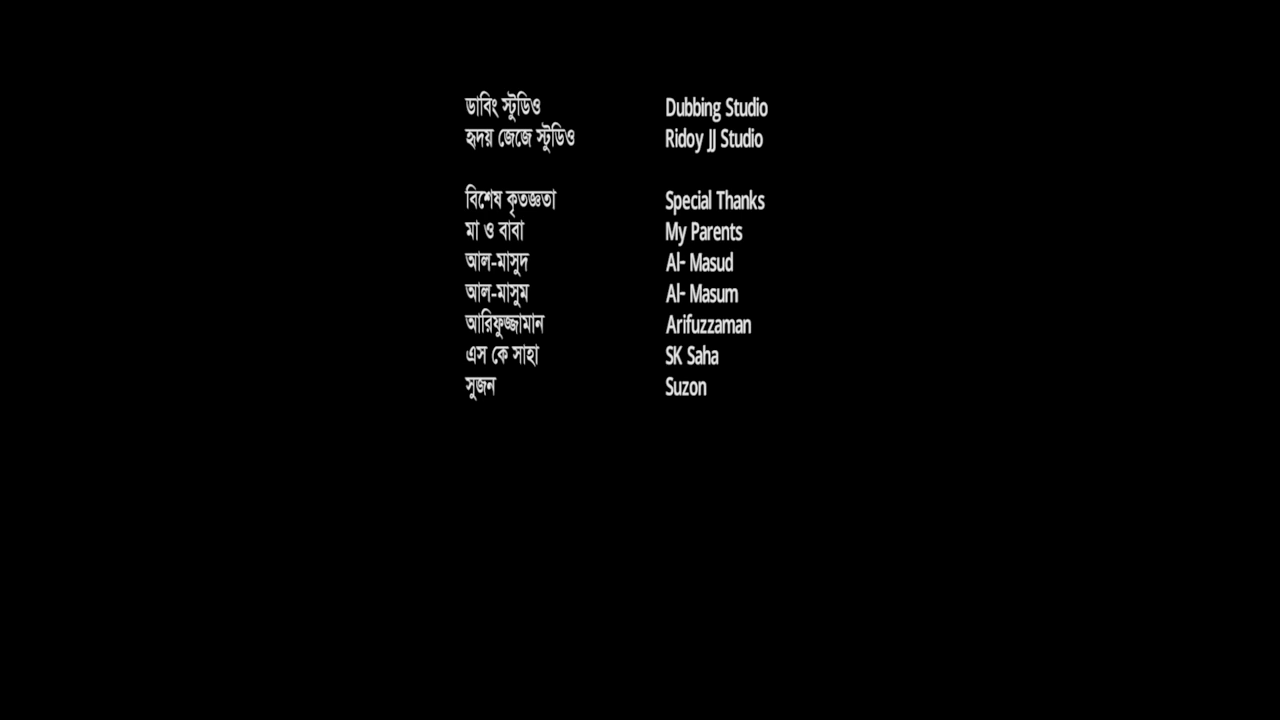 ডাবিং স্টুডিও Dubbing Studio
হৃদয় জেজে স্টুডিও Ridoy JJ Studio
বিশেষ কৃতজ্ঞতা Special Thanks
মা ও বাবা My Parents
আল-মাসুদ Al- Masud
আল-মাসুম Al- Masum
আরিফুজ্জামান Arifuzzaman
এস কে সাহা SK Saha
সুজন Suzon